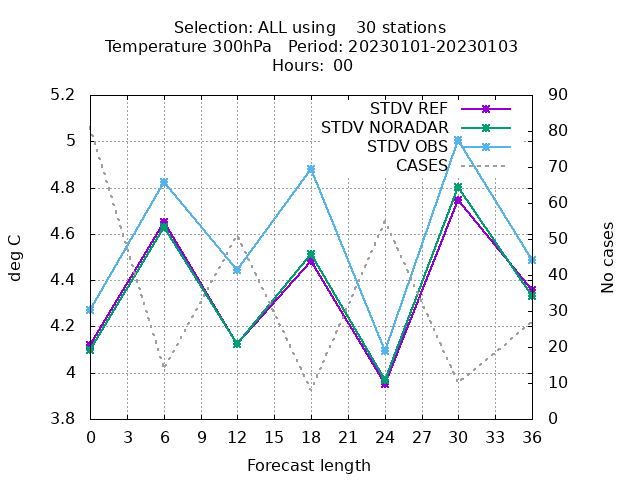 Selection: ALL using    30 stations
Temperature 300hPa   Period: 20230101-20230103
Hours:  00
5.2
5
4.8
4.6
4.4
4.2
4
3.8
90
80
70
60
50
40
30
20
10
0
STDV REF
STDV NORADAR
STDV OBS
CASES
deg C
No cases
0 3 6 9 12 15 18 21 24 27 30 33 36
Forecast length